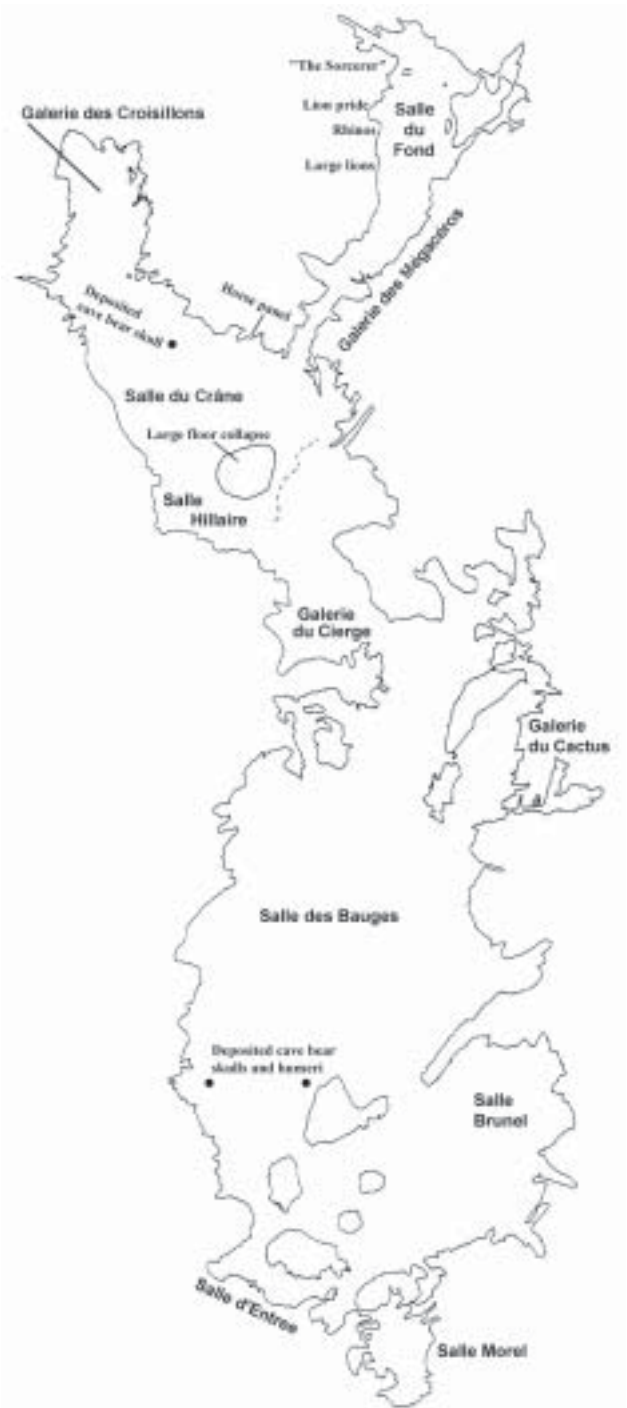 "The Sorcerer"
Galerie des Croisillons
Lion pride
Rhinos
Large lions
Salle
du
Fond
Galerie des Mégacéros
Horse panel
Deposited
cave bear skull
Salle du Crâne
Large floor collapse
Salle
Hillaire
Galerie
du Cierge
Galerie
du Cactus
Salle des Bauges
Deposited cave bear
skulls and humeri
Salle
Brunel
Salle d'Entree
Salle Morel